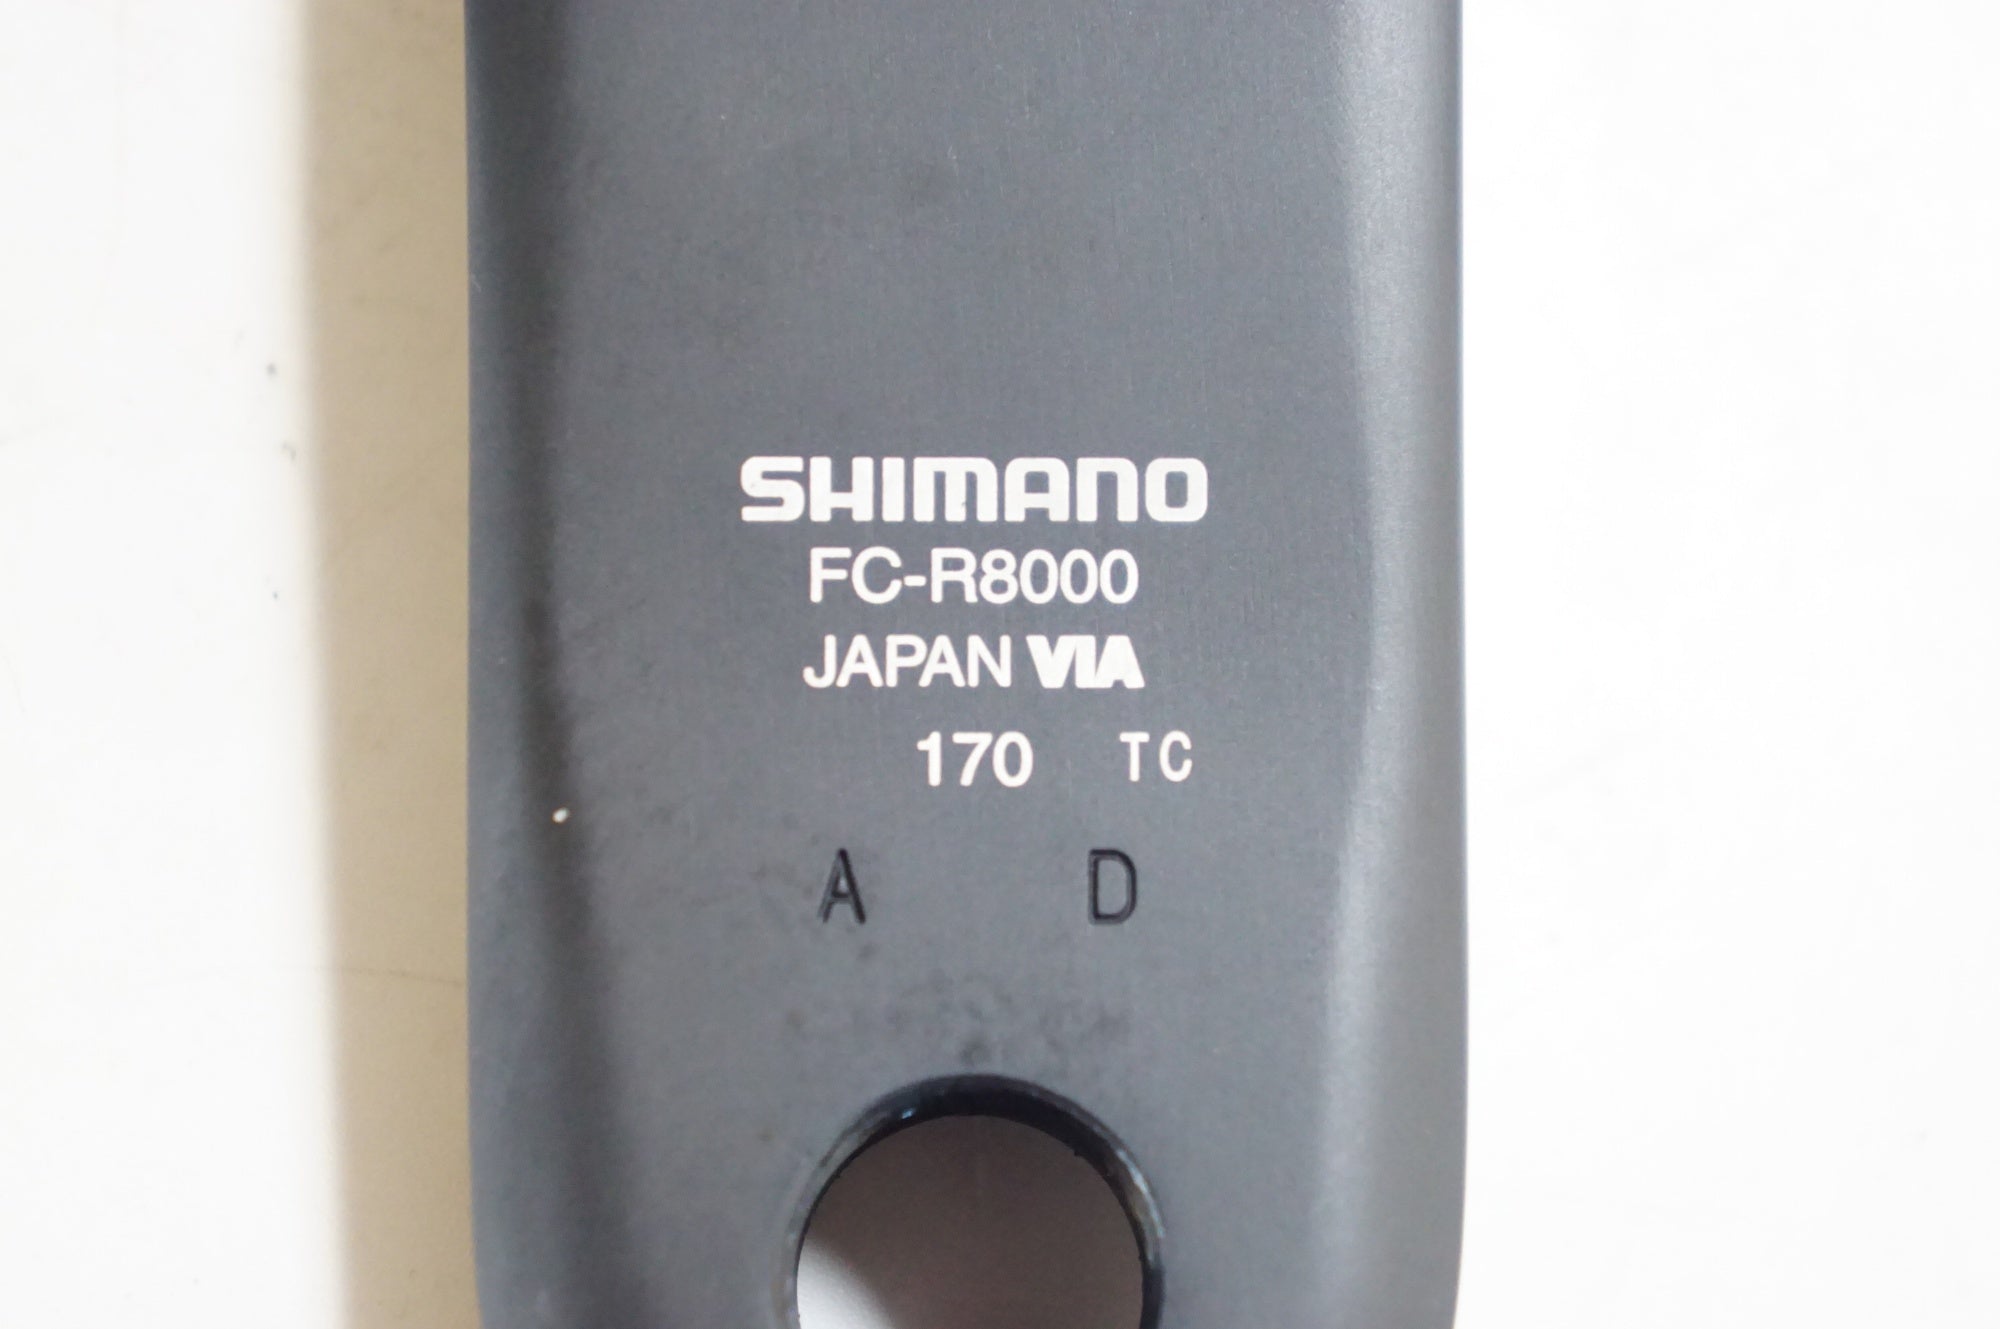 SHIMANO
FC-R8000
JAPAN VIA
170 TC
A D